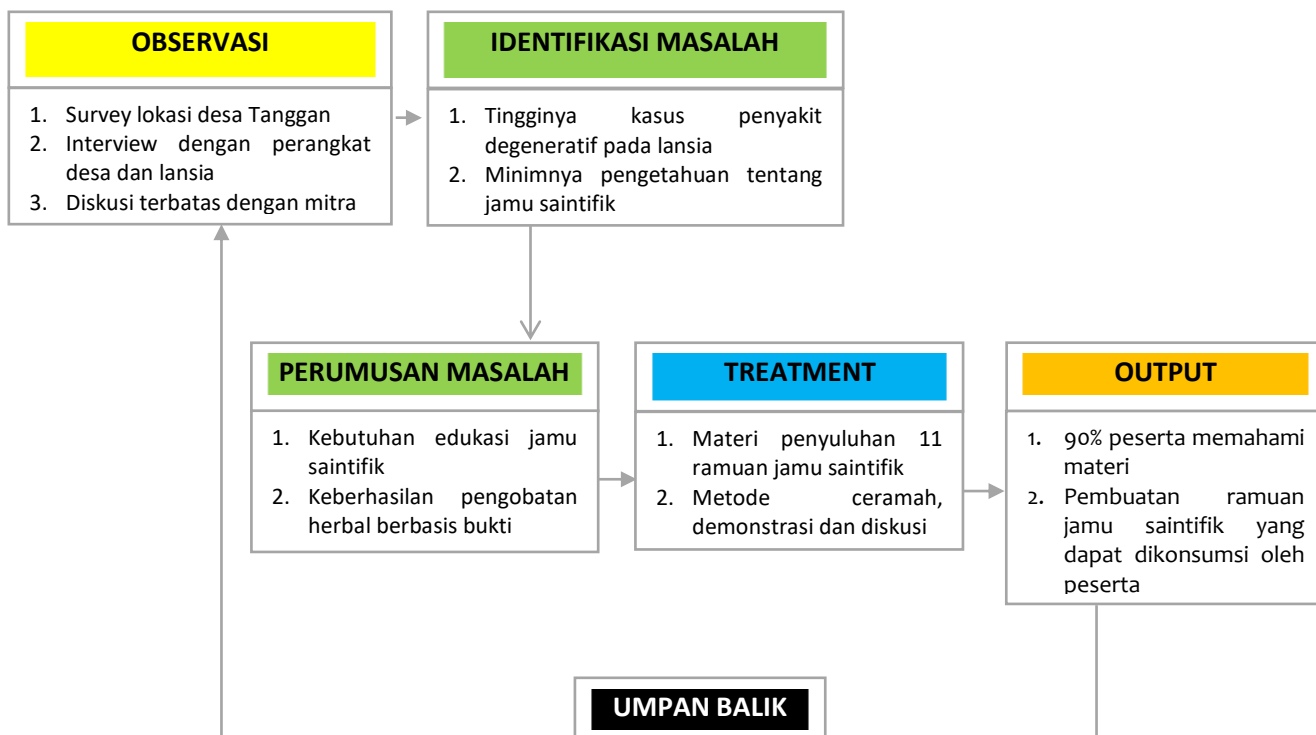 OBSERVASI
1. Survey lokasi desa Tanggan
2. Interview dengan perangkat
desa dan lansia
3. Diskusi terbatas dengan mitra
IDENTIFIKASI MASALAH
1. Tingginya kasus penyakit
degeneratif pada lansia
2. Minimnya pengetahuan tentang
jamu saintifik
PERUMUSAN MASALAH
1. Kebutuhan edukasi jamu
saintifik
2. Keberhasilan pengobatan
herbal berbasis bukti
TREATMENT
1. Materi penyuluhan 11
ramuan jamu saintifik
2. Metode ceramah,
demonstrasi dan diskusi
OUTPUT
1. 90% peserta memahami
materi
2. Pembuatan ramuan
jamu saintifik yang
dapat dikonsumsi oleh
peserta
UMPAN BALIK